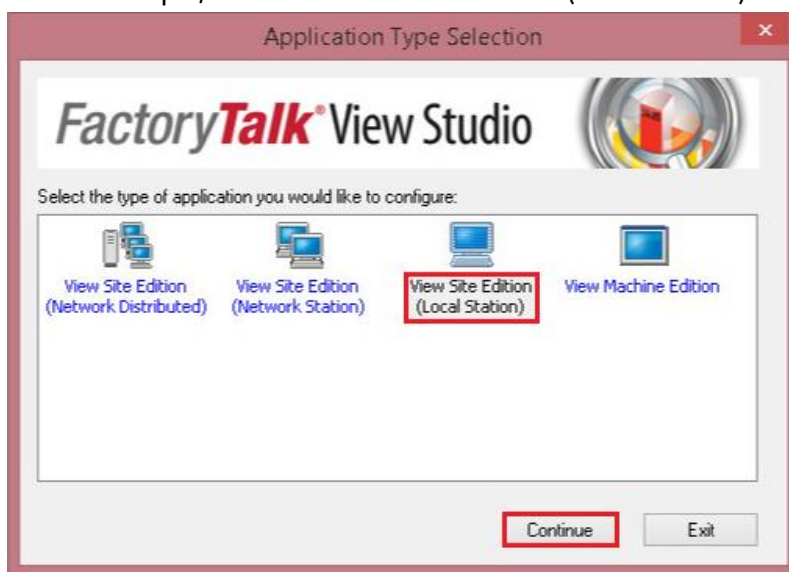 Application Type Selection
FactoryTalk® View Studio
Select the type of application you would like to configure:
View Site Edition
(Network Distributed)
View Site Edition
(Network Station)
View Site Edition
(Local Station)
View Machine Edition
Continue
Exit